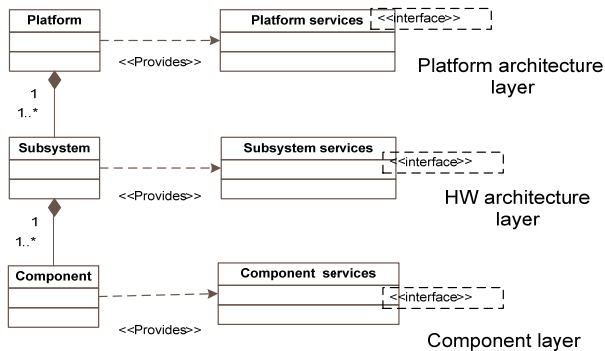 Platform
Platform services
<<interface>>
<<Provides>>
Platform architecture
layer
1
1..*
Subsystem
Subsystem services
<<interface>>
<<Provides>>
HW architecture
layer
1
1..*
Component
Component services
<<interface>>
<<Provides>>
Component layer